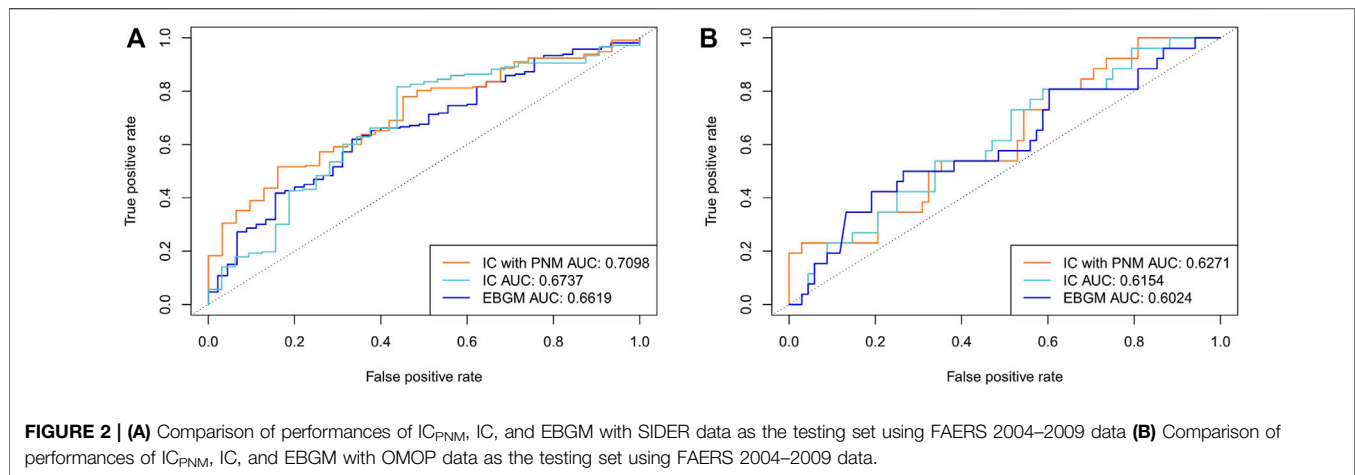 A
True positive rate
1.0
0.8
0.6
0.4
0.2
0.0
IC with PNM AUC: 0.7098
IC AUC: 0.6737
EBGM AUC: 0.6619
0.0 0.2 0.4 0.6 0.8 1.0
False positive rate
B
True positive rate
1.0
0.8
0.6
0.4
0.2
0.0
IC with PNM AUC: 0.6271
IC AUC: 0.6154
EBGM AUC: 0.6024
0.0 0.2 0.4 0.6 0.8 1.0
False positive rate
FIGURE 2 | (A) Comparison of performances of ICPNM, IC, and EBGM with SIDER data as the testing set using FAERS 2004–2009 data (B) Comparison of
performances of ICPNM, IC, and EBGM with OMOP data as the testing set using FAERS 2004–2009 data.